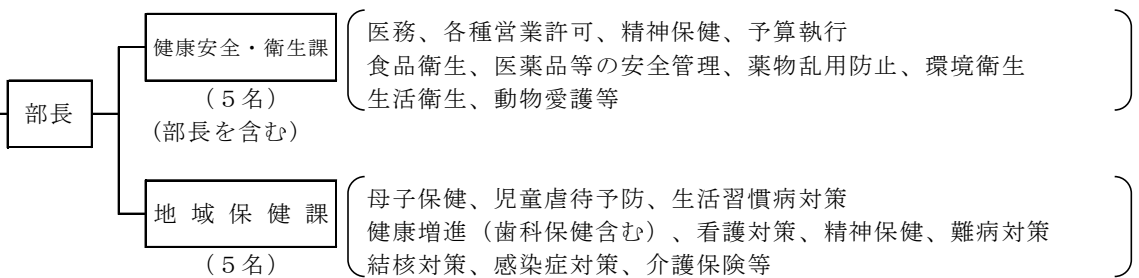 部長
健康安全・衛生課
（５名）
(部長を含む）
医務、各種営業許可、精神保健、予算執行
食品衛生、医薬品等の安全管理、薬物乱用防止、環境衛生
生活衛生、動物愛護等
地域保健課
（５名）
母子保健、児童虐待予防、生活習慣病対策
健康増進（歯科保健含む）、看護対策、精神保健、難病対策
結核対策、感染症対策、介護保険等